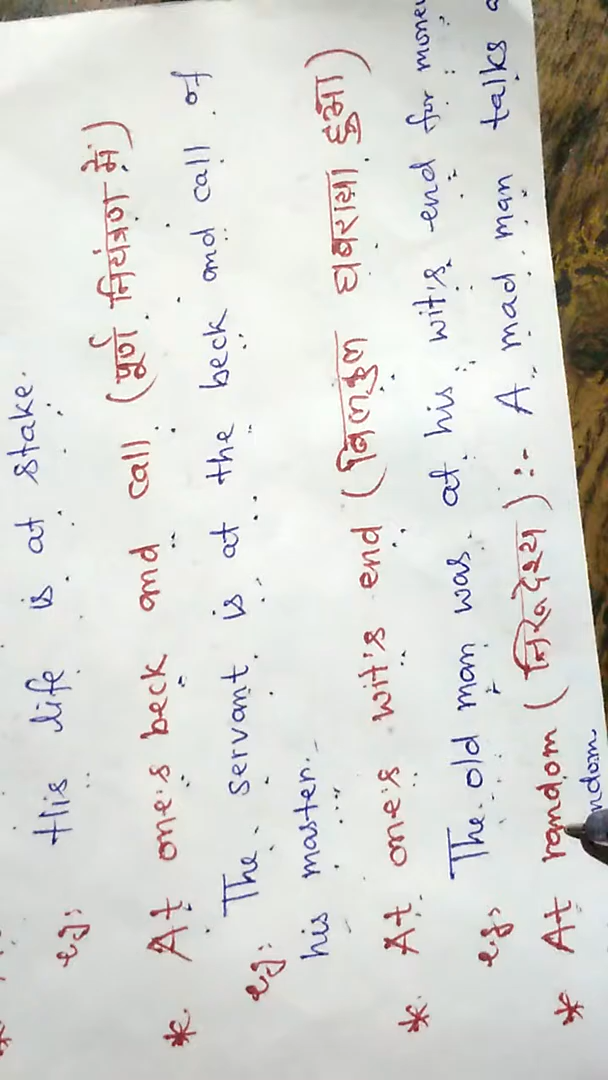 eg: His life is at stake.
* At one's beck and call (पूर्ण नियंत्रण में)
eg: The servant is at the beck and call of
his master.
* At one's wit's end (बिलकुल घबराया हुआ)
eg: The old man was at his wit's end for money
* At random (निरूदेश्य) :- A mad man talks
ndom